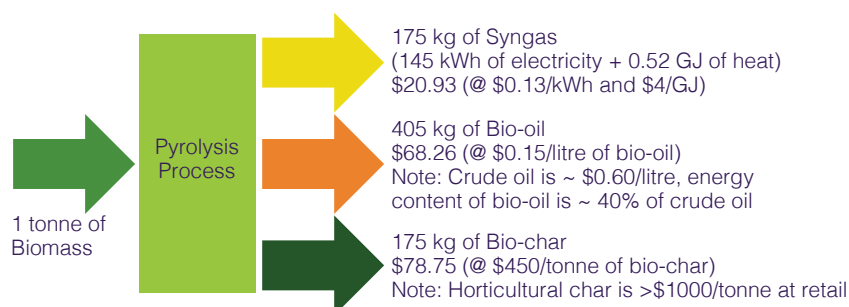 175 kg of Syngas
(145 kWh of electricity + 0.52 GJ of heat)
$20.93 (@ $0.13/kWh and $4/GJ)
405 kg of Bio-oil
$68.26 (@ $0.15/litre of bio-oil)
Note: Crude oil is ~ $0.60/litre, energy
content of bio-oil is ~ 40% of crude oil
Pyrolysis
Process
1 tonne of
Biomass
175 kg of Bio-char
$78.75 (@ $450/tonne of bio-char)
Note: Horticultural char is >$1000/tonne at retail